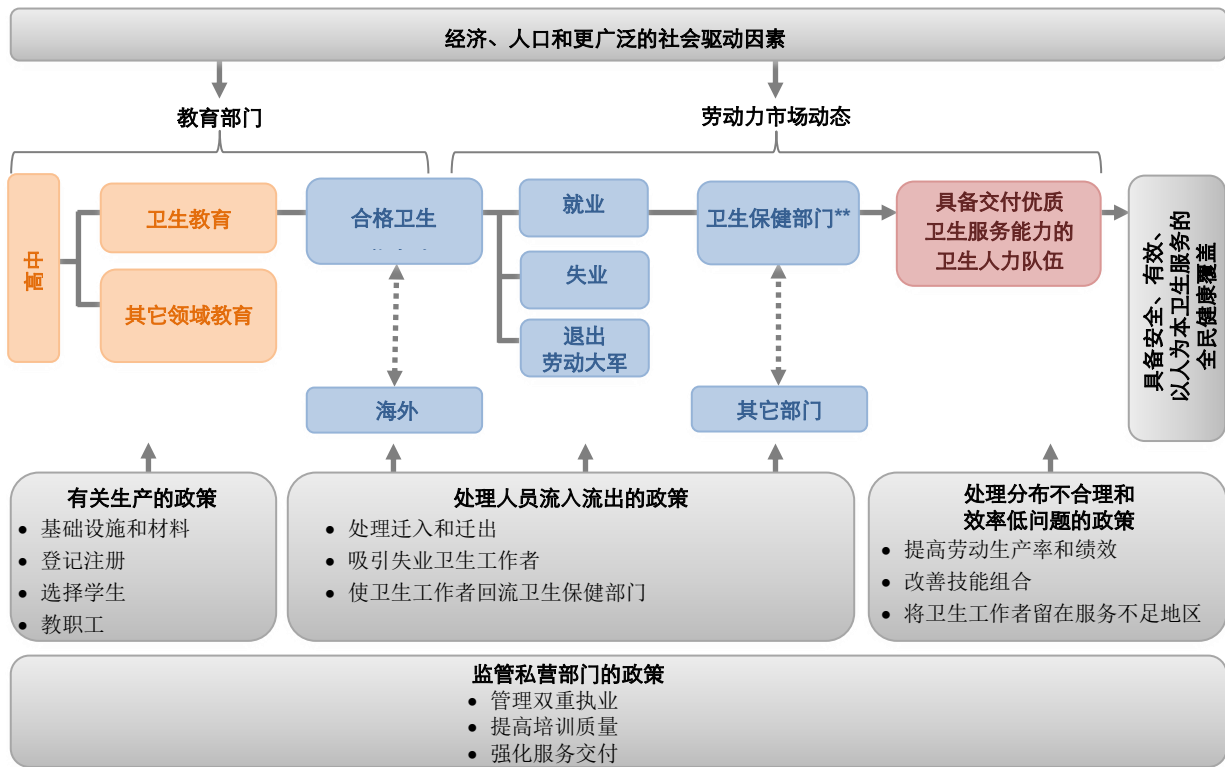 经济、人口和更广泛的社会驱动因素
教育部门
劳动力市场动态
高中
卫生教育
其它领域教育
合格卫生
海外
就业
失业
退出
劳动大军
卫生保健部门**
其它部门
具备交付优质
卫生服务能力的
卫生人力队伍
具备安全、有效、
以人为本卫生服务的
全民健康覆盖
有关生产的政策
• 基础设施和材料
• 登记注册
• 选择学生
• 教职工
处理人员流入流出的政策
• 处理迁入和迁出
• 吸引失业卫生工作者
• 使卫生工作者回流卫生保健部门
处理分布不合理和
效率低问题的政策
• 提高劳动生产率和绩效
• 改善技能组合
• 将卫生工作者留在服务不足地区
监管私营部门的政策
• 管理双重执业
• 提高培训质量
• 强化服务交付